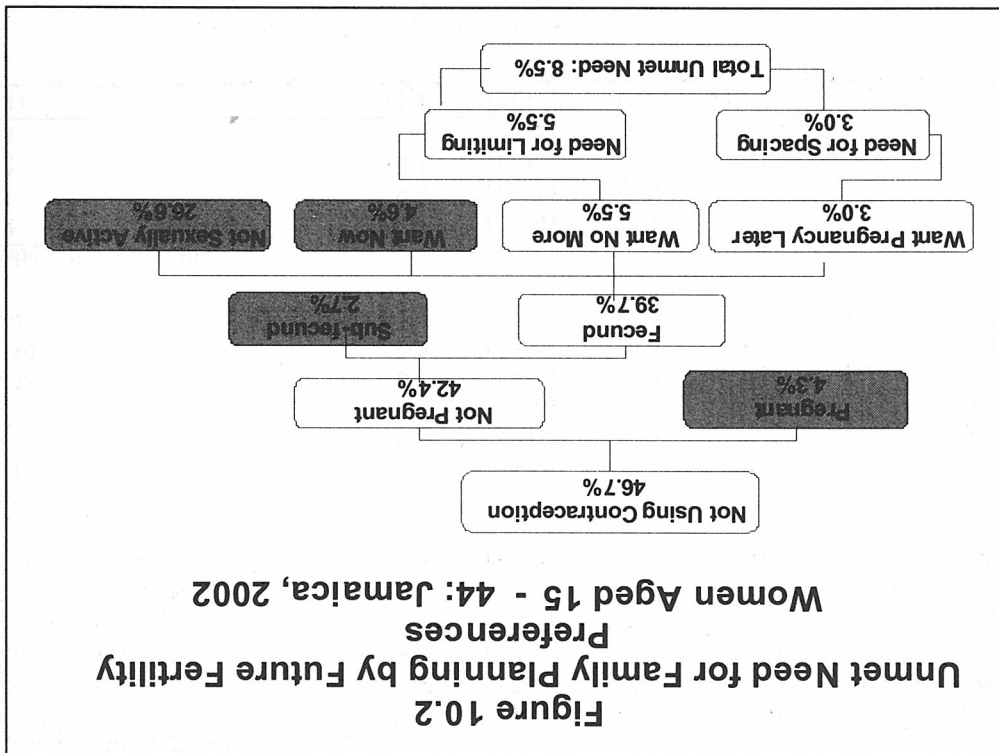 Figure 10.2
Unmet Need for Family Planning by Future Fertility
Preferences
Women Aged 15 - 44: Jamaica, 2002
Not Using Contraception
46.7%
Not Pregnant
42.4%
Pregnant
4.3%
Sub-fecund
2.7%
Fecund
39.7%
Not Sexually Active
26.6%
Want Now
4.6%
Want No More
5.5%
Want Pregnancy Later
3.0%
Need for Limiting
5.5%
Need for Spacing
3.0%
Total Unmet Need: 8.5%